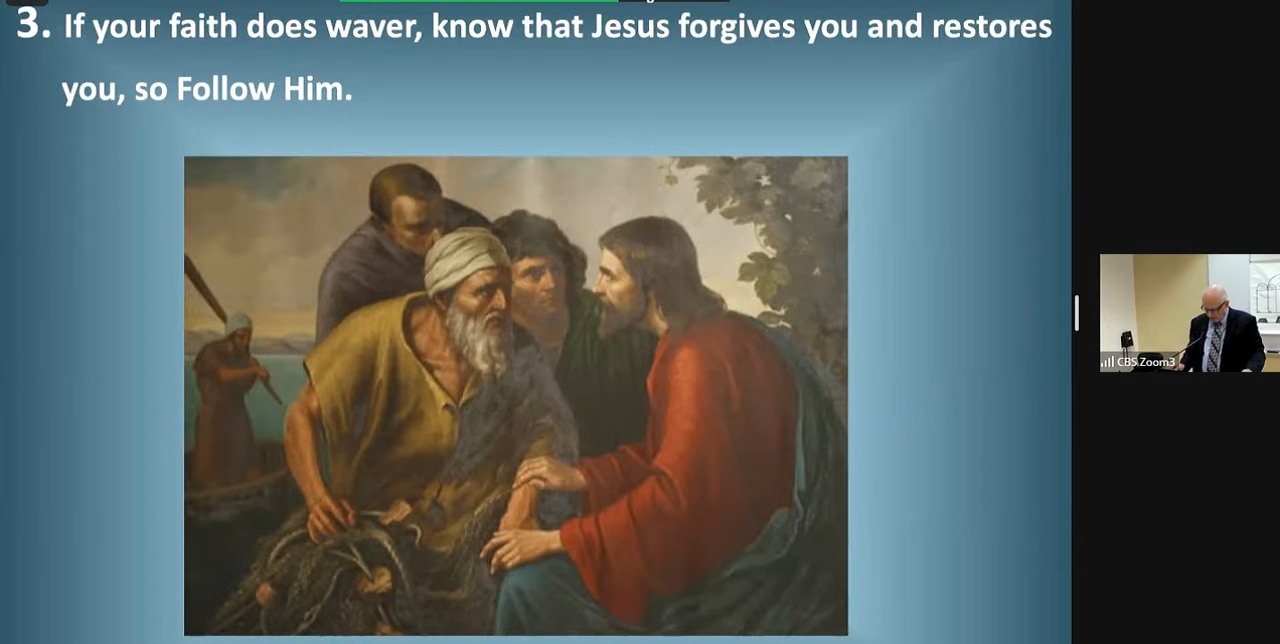 3. If your faith does waver, know that Jesus forgives you and restores
you, so Follow Him.
CBS.Zoom3